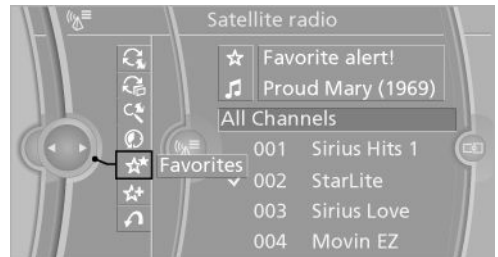 Satellite radio
Favorite alert!
Proud Mary (1969)
All Channels
001 Sirius Hits 1
Favorites
002 StarLite
003 Sirius Love
004 Movin EZ